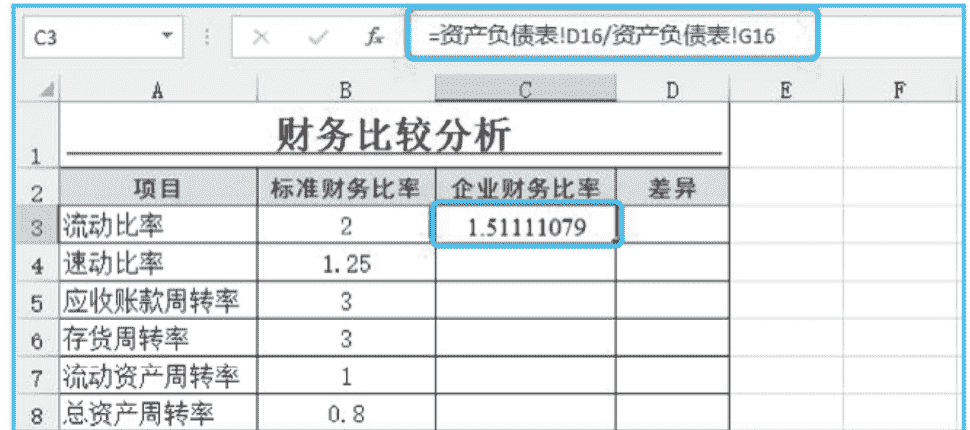 C3 fx =资产负债表!D16/资产负债表!G16
A B C D E F
1 财务比较分析
2 项目 标准财务比率 企业财务比率 差异
3 流动比率 2 1.51111079
4 速动比率 1.25
5 应收账款周转率 3
6 存货周转率 3
7 流动资产周转率 1
8 总资产周转率 0.8